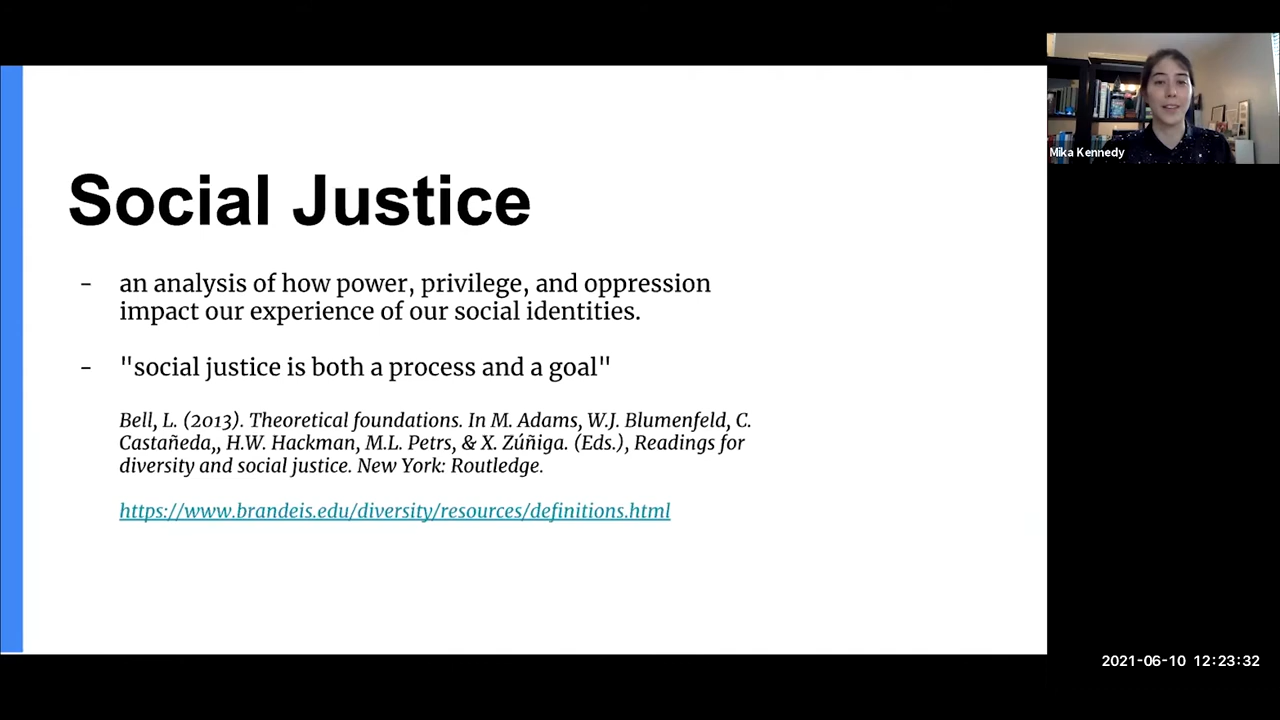 Social Justice
- an analysis of how power, privilege, and oppression
impact our experience of our social identities.
- "social justice is both a process and a goal"
Bell, L. (2013). Theoretical foundations. In M. Adams, W.J. Blumenfeld, C.
Castañeda,, H.W. Hackman, M.L. Petrs, & X. Zúñiga. (Eds.), Readings for
diversity and social justice. New York: Routledge.
https://www.brandeis.edu/diversity/resources/definitions.html
Mika Kennedy
2021-06-10 12:23:32